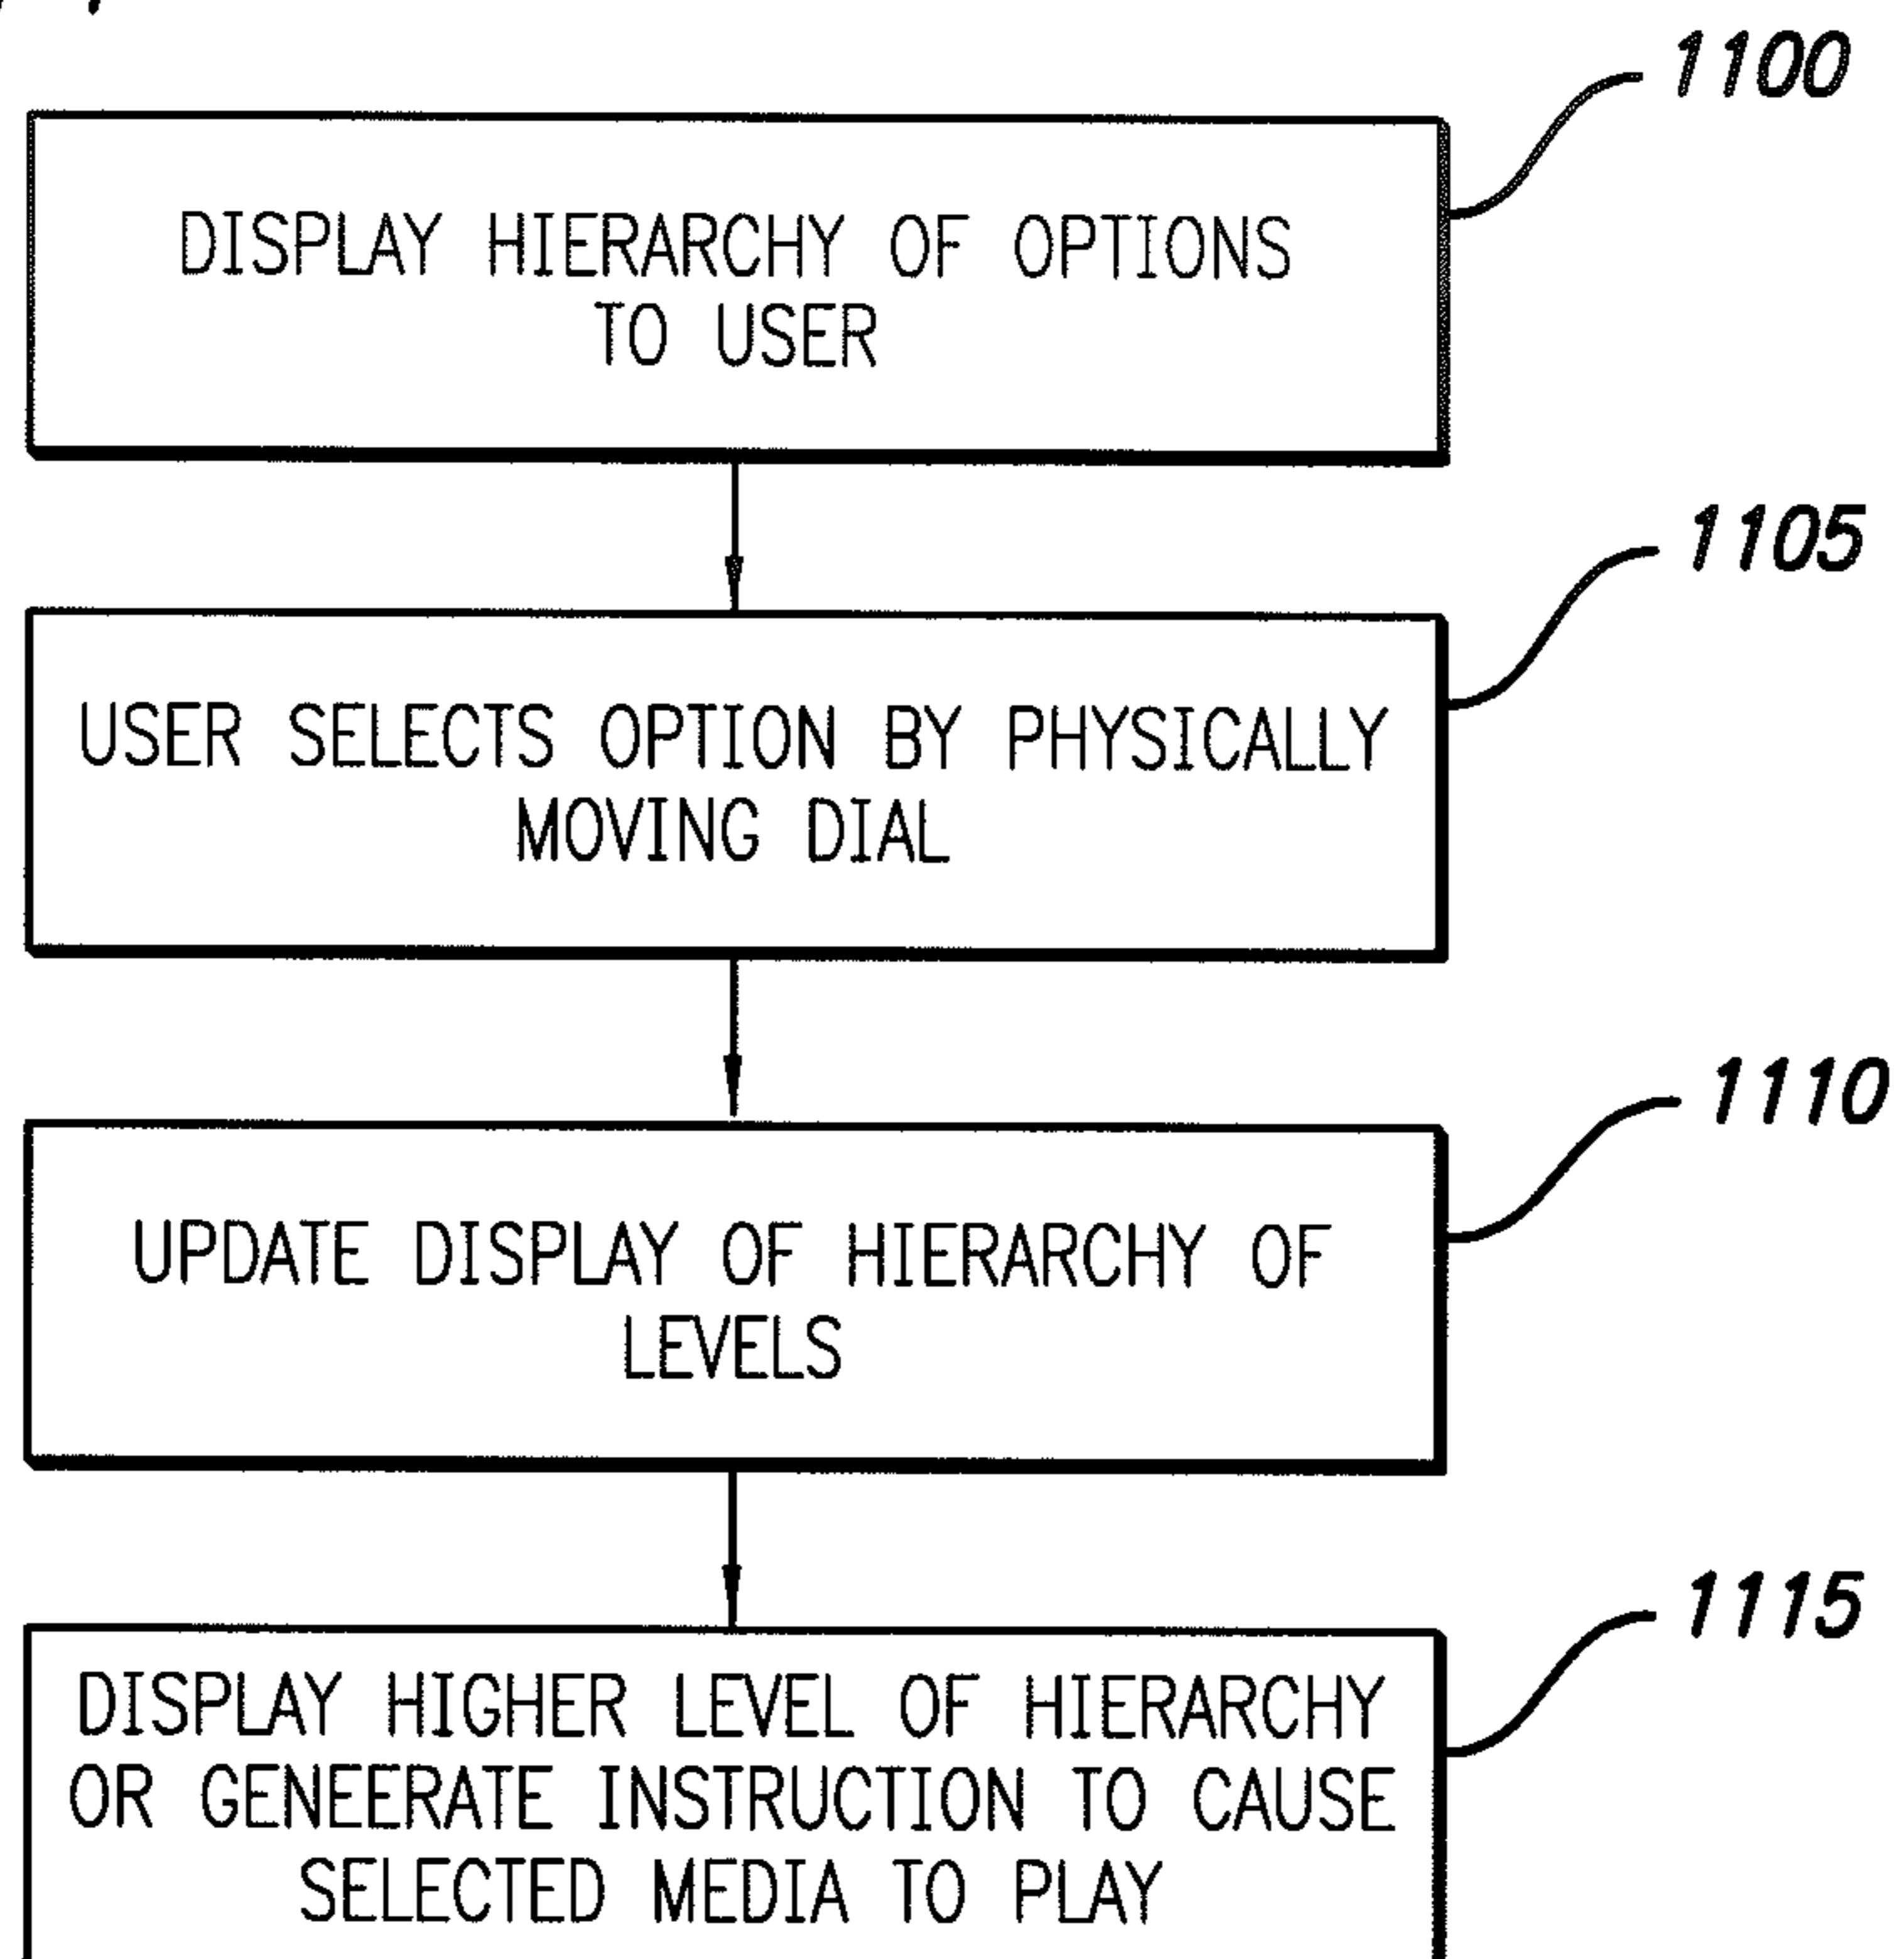 1100
DISPLAY HIERARCHY OF OPTIONS
TO USER
1105
USER SELECTS OPTION BY PHYSICALLY
MOVING DIAL
1110
UPDATE DISPLAY OF HIERARCHY OF
LEVELS
1115
DISPLAY HIGHER LEVEL OF HIERARCHY
OR GENEERATE INSTRUCTION TO CAUSE
SELECTED MEDIA TO PLAY